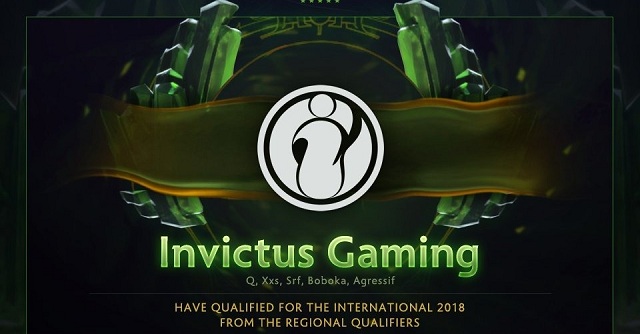 Invictus Gaming
Q, Xxs, Srf, Boboka, Agressif
HAVE QUALIFIED FOR THE INTERNATIONAL 2018
FROM THE REGIONAL QUALIFIERS